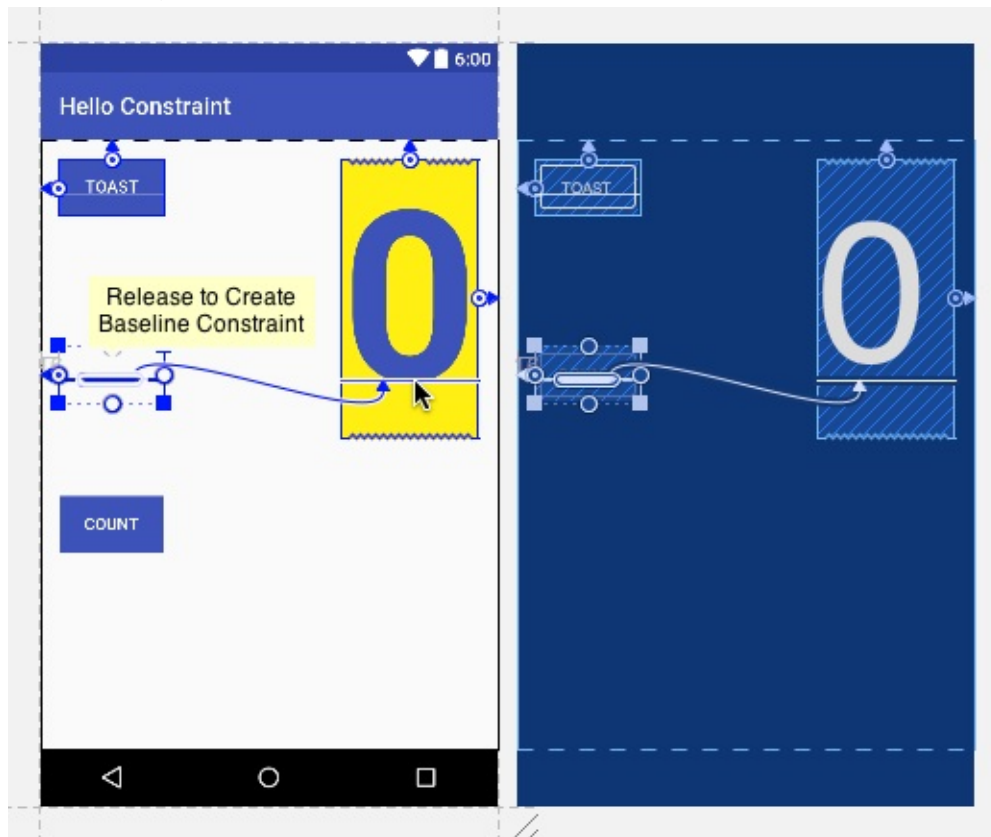 6:00
Hello Constraint
TOAST
0
Release to Create
Baseline Constraint
COUNT
TOAST
0